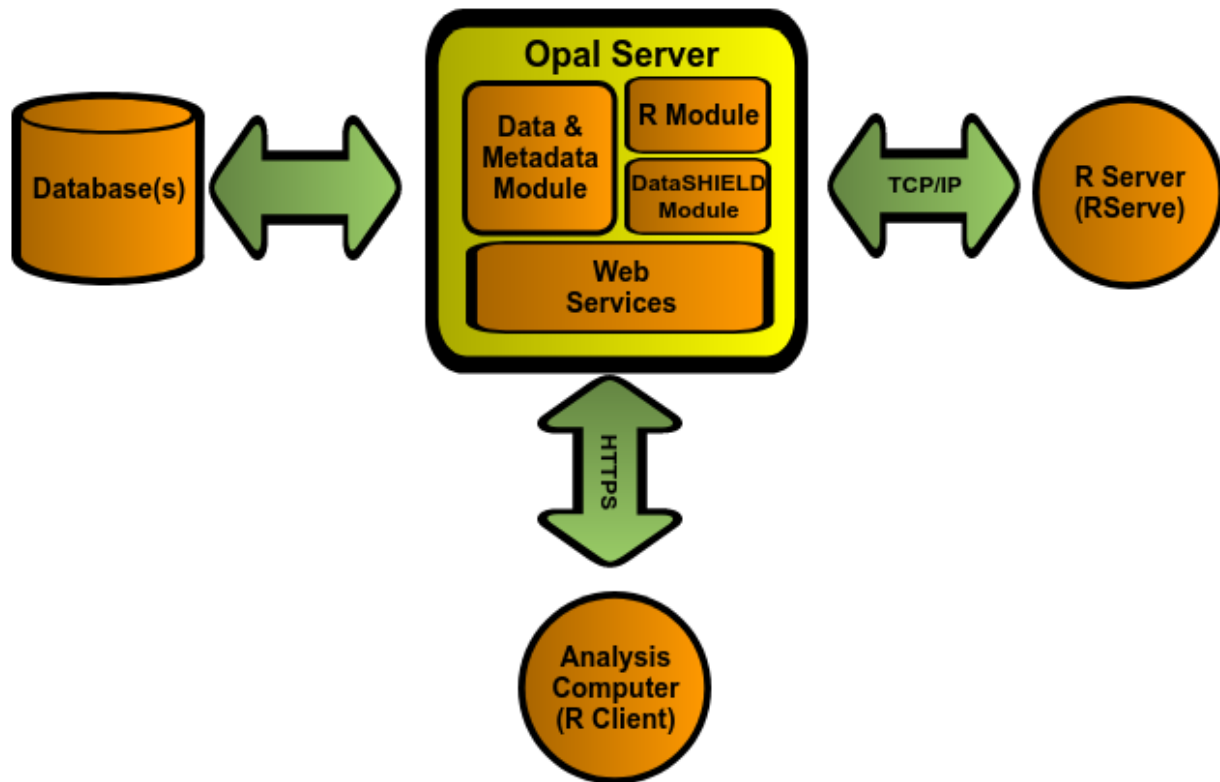 Opal Server
Data &
Metadata
Module
R Module
DataSHIELD
Module
Web
Services
Database(s)
TCP/IP
R Server
(RServe)
HTTPS
Analysis
Computer
(R Client)